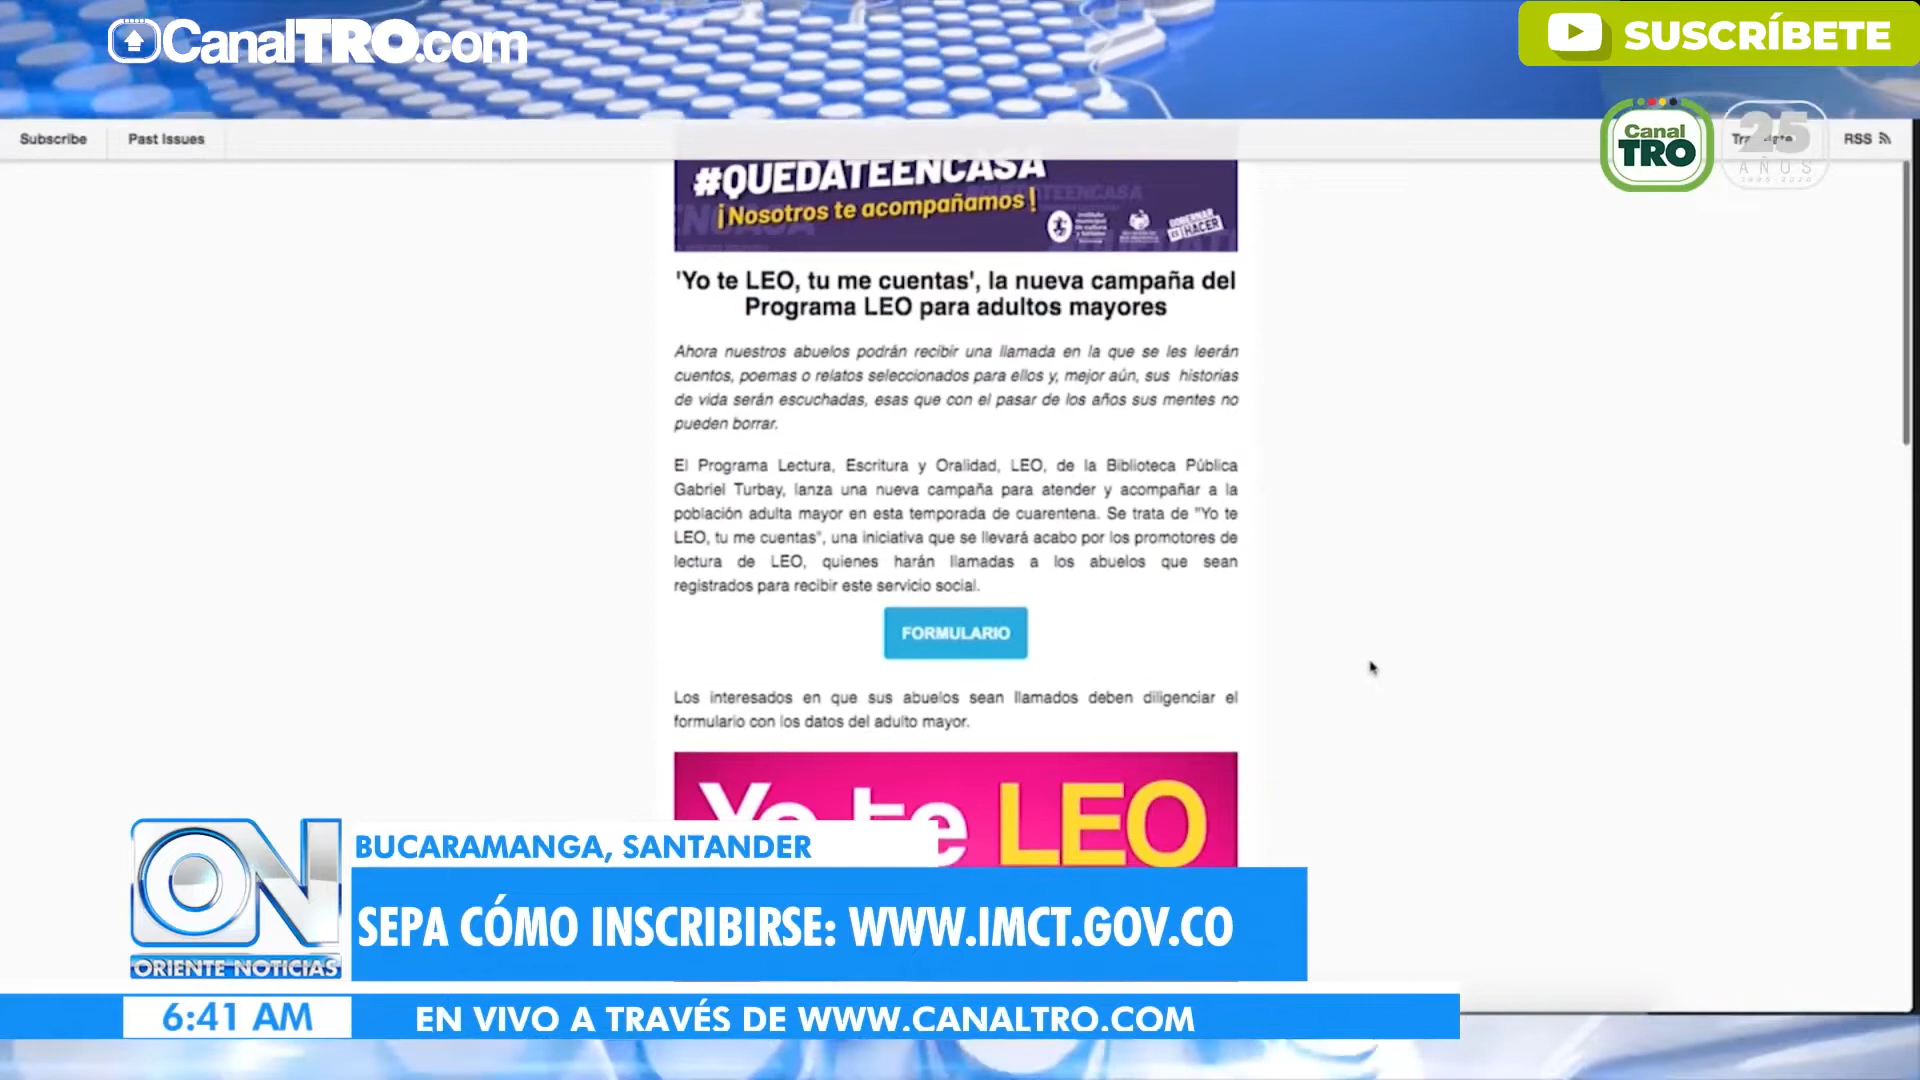 CanalTRO.com
SUSCRÍBETE
Subscribe
Past Issues
Canal
TRO
25
AÑOS
RSS
#QUEDATEENCASA
¡Nosotros te acompañamos!
GOBERNAR
ES HACER
'Yo te LEO, tu me cuentas', la nueva campaña del
Programa LEO para adultos mayores
Ahora nuestros abuelos podrán recibir una llamada en la que se les leerán
cuentos, poemas o relatos seleccionados para ellos y, mejor aún, sus historias
de vida serán escuchadas, esas que con el pasar de los años sus mentes no
pueden borrar.
El Programa Lectura, Escritura y Oralidad, LEO, de la Biblioteca Pública
Gabriel Turbay, lanza una nueva campaña para atender y acompañar a la
población adulta mayor en esta temporada de cuarentena. Se trata de "Yo te
LEO, tu me cuentas", una iniciativa que se llevará acabo por los promotores de
lectura de LEO, quienes harán llamadas a los abuelos que sean
registrados para recibir este servicio social.
FORMULARIO
Los interesados en que sus abuelos sean llamados deben diligenciar el
formulario con los datos del adulto mayor.
Yo te LEO
BUCARAMANGA, SANTANDER
SEPA CÓMO INSCRIBIRSE: WWW.IMCT.GOV.CO
ON
ORIENTE NOTICIAS
6:41 AM
EN VIVO A TRAVÉS DE WWW.CANALTRO.COM